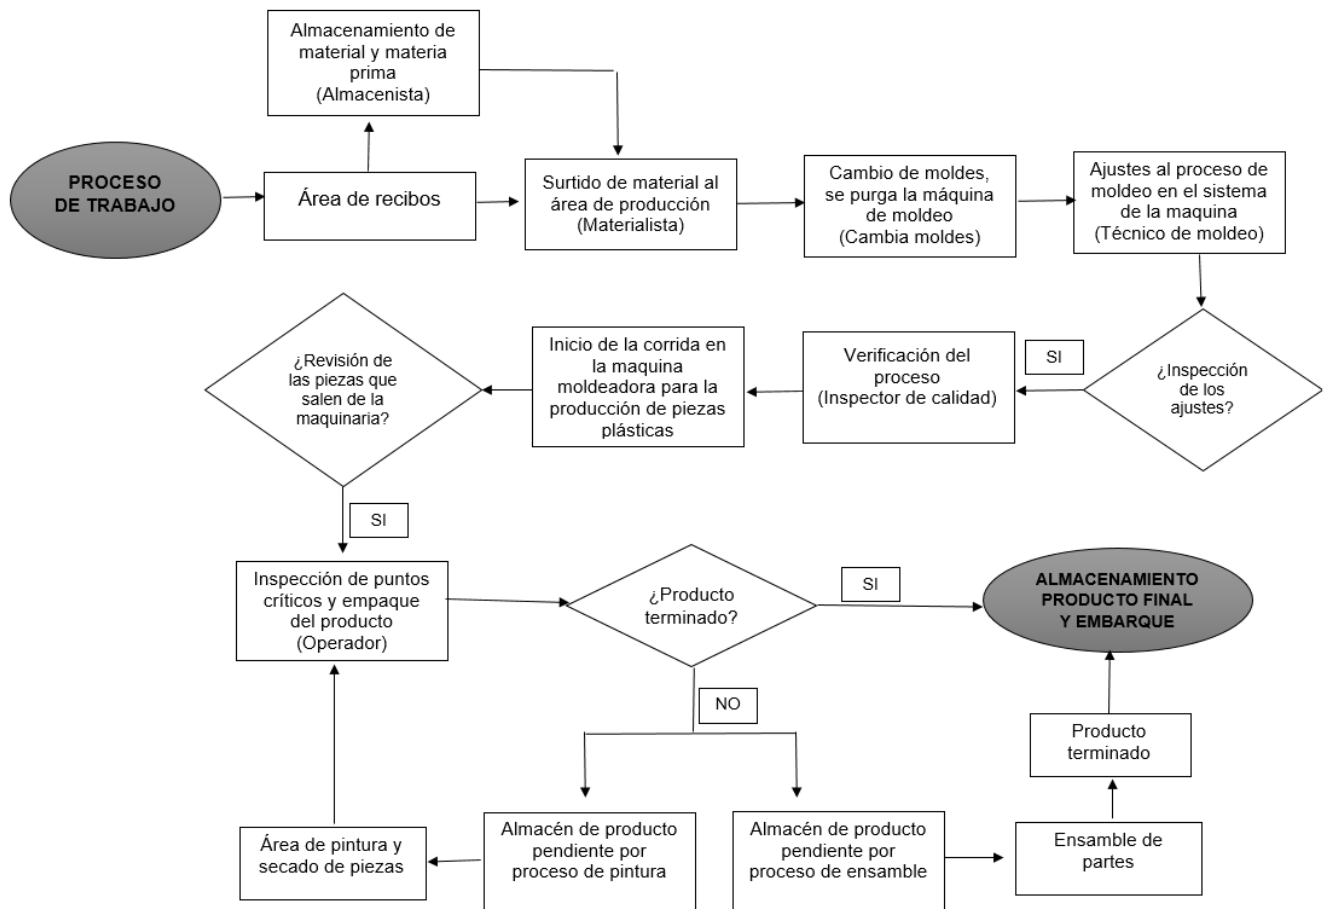 Almacenamiento de
material y materia
prima
(Almacenista)
PROCESO
DE TRABAJO
Área de recibos
Surtido de material al
área de producción
(Materialista)
Cambio de moldes,
se purga la máquina
de moldeo
(Cambia moldes)
Ajustes al proceso de
moldeo en el sistema
de la maquina
(Técnico de moldeo)
¿Inspección
de los
ajustes?
SI
Verificación del
proceso
(Inspector de calidad)
Inicio de la corrida en
la maquina
moldeadora para la
producción de piezas
plásticas
¿Revisión de
las piezas que
salen de la
maquinaria?
SI
Inspección de puntos
críticos y empaque
del producto
(Operador)
¿Producto
terminado?
SI
ALMACENAMIENTO
PRODUCTO FINAL
Y EMBARQUE
NO
Almacén de producto
pendiente por
proceso de pintura
Área de pintura y
secado de piezas
Almacén de producto
pendiente por
proceso de ensamble
Ensamble de
partes
Producto
terminado